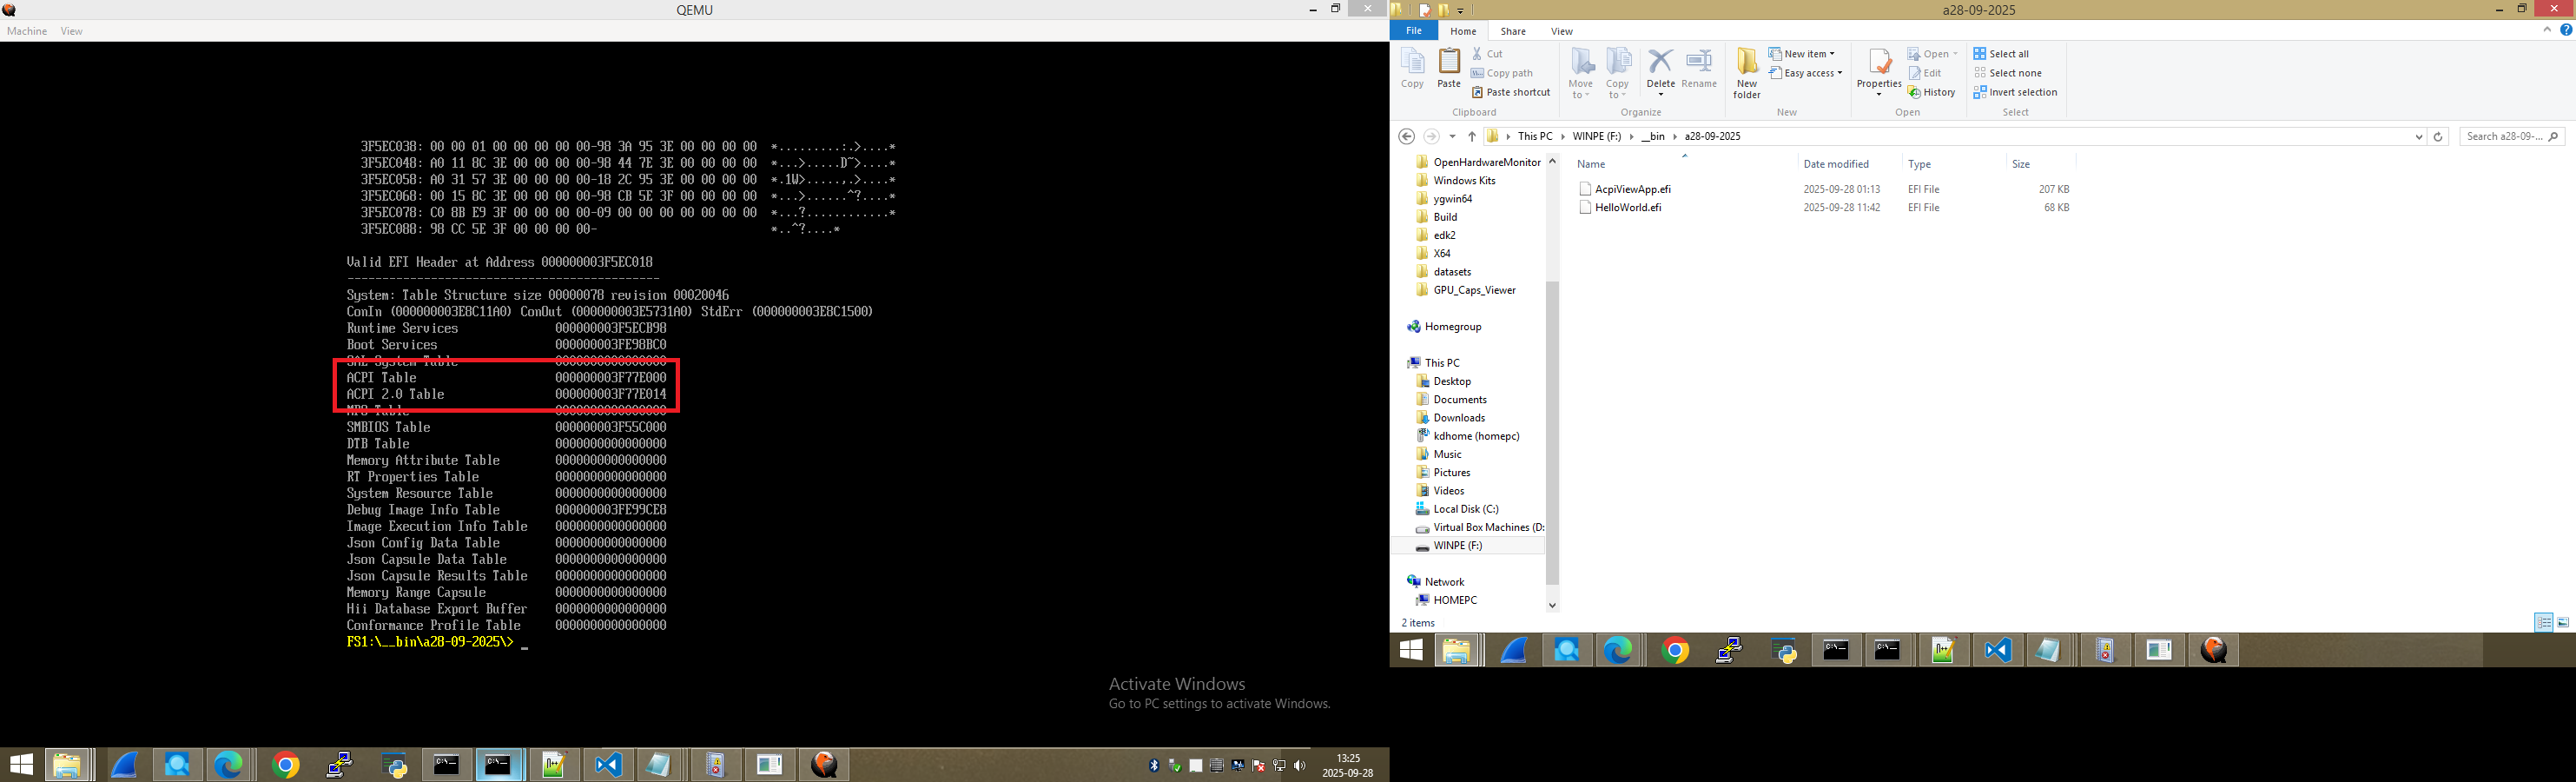 QEMU
Machine View
3F5EC038: 00 00 01 00 00 00 00 00-98 3A 95 3E 00 00 00 00 *.........:.>....*
3F5EC048: A0 11 8C 3E 00 00 00 00-98 44 7E 3E 00 00 00 00 *...>.....D~>....*
3F5EC058: A0 31 57 3E 00 00 00 00-18 2C 95 3E 00 00 00 00 *.1W>.....,.>....*
3F5EC068: 00 15 8C 3E 00 00 00 00-98 CB 5E 3F 00 00 00 00 *...>......^?....*
3F5EC078: C0 8B E9 3F 00 00 00 00-09 00 00 00 00 00 00 00 *...?............*
3F5EC088: 98 CC 5E 3F 00 00 00 00- *..^?....*
Valid EFI Header at Address 000000003F5EC018
---------------------------------------------
System: Table Structure size 00000078 revision 00020046
ConIn (000000003E8C11A0) ConOut (000000003E5731A0) StdErr (000000003E8C1500)
Runtime Services 000000003F5ECB98
Boot Services 000000003FE98BC0
SAL System Table 0000000000000000
ACPI Table 000000003F77E000
ACPI 2.0 Table 000000003F77E014
MPS Table 0000000000000000
SMBIOS Table 000000003F55C000
DTB Table 0000000000000000
Memory Attribute Table 0000000000000000
RT Properties Table 0000000000000000
System Resource Table 0000000000000000
Debug Image Info Table 000000003FE99CE8
Image Execution Info Table 0000000000000000
Json Config Data Table 0000000000000000
Json Capsule Data Table 0000000000000000
Json Capsule Results Table 0000000000000000
Memory Range Capsule 0000000000000000
Hii Database Export Buffer 0000000000000000
Conformance Profile Table 0000000000000000
FS1:\__bin\a28-09-2025\> _
Activate Windows
Go to PC settings to activate Windows.
13:25
2025-09-28
a28-09-2025
File Home Share View
Copy
Paste
Cut
Copy path
Paste shortcut
Clipboard
Move to
Copy to
Delete
Rename
Organize
New folder
New item
Easy access
New
Properties
Open
Edit
History
Open
Select all
Select none
Invert selection
Select
This PC WINPE (F:) __bin a28-09-2025
Search a28-09-...
OpenHardwareMonitor
Windows Kits
ygwin64
Build
edk2
X64
datasets
GPU_Caps_Viewer
Homegroup
This PC
Desktop
Documents
Downloads
kdhome (homepc)
Music
Pictures
Videos
Local Disk (C:)
Virtual Box Machines (D:
WINPE (F:)
Network
HOMEPC
Name Date modified Type Size
AcpiViewApp.efi 2025-09-28 01:13 EFI File 207 KB
HelloWorld.efi 2025-09-28 11:42 EFI File 68 KB
2 items